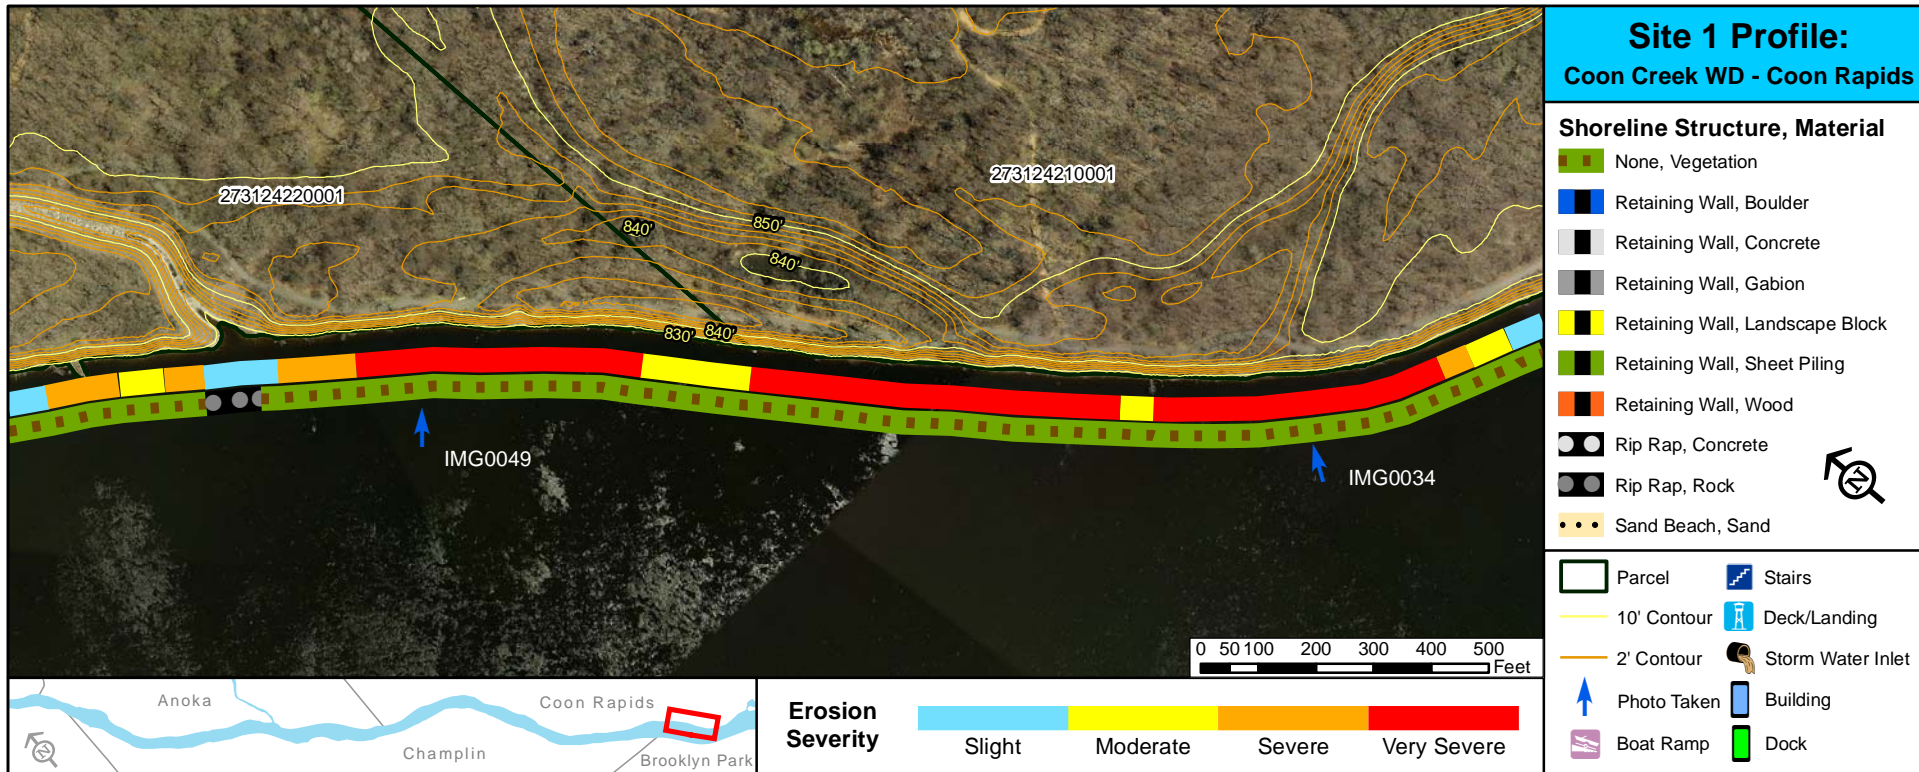 Site 1 Profile:
Coon Creek WD - Coon Rapids
273124220001
273124210001
840'
850'
840'
830'
840'
IMG0049
IMG0034
0 50 100 200 300 400 500
Feet
Shoreline Structure, Material
None, Vegetation
Retaining Wall, Boulder
Retaining Wall, Concrete
Retaining Wall, Gabion
Retaining Wall, Landscape Block
Retaining Wall, Sheet Piling
Retaining Wall, Wood
Rip Rap, Concrete
Rip Rap, Rock
Sand Beach, Sand
N
Parcel
Stairs
10' Contour
Deck/Landing
2' Contour
Storm Water Inlet
Photo Taken
Building
Boat Ramp
Dock
Anoka
Coon Rapids
Champlin
Brooklyn Park
N
Erosion
Severity
Slight
Moderate
Severe
Very Severe